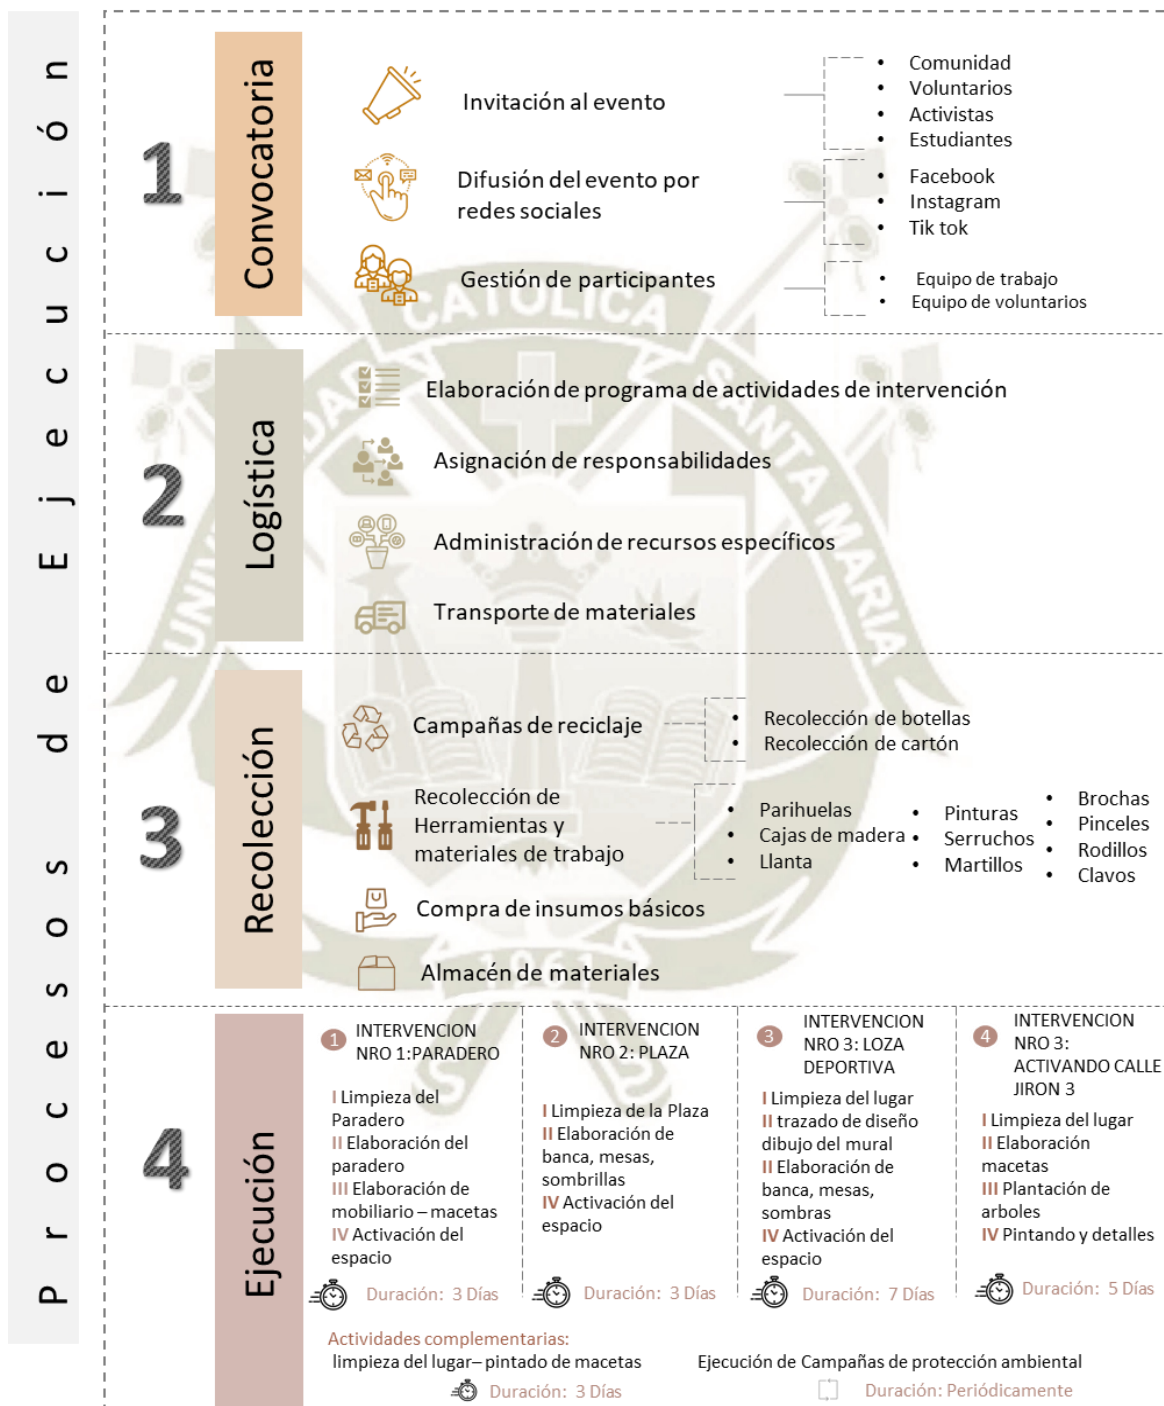 Procesos de Ejecución
1
Convocatoria
Invitación al evento
• Comunidad
• Voluntarios
• Activistas
• Estudiantes
Difusión del evento por
redes sociales
• Facebook
• Instagram
• Tik tok
Gestión de participantes
• Equipo de trabajo
• Equipo de voluntarios
2
Logística
Elaboración de programa de actividades de intervención
Asignación de responsabilidades
Administración de recursos específicos
Transporte de materiales
3
Recolección
Campañas de reciclaje
• Recolección de botellas
• Recolección de cartón
Recolección de
Herramientas y
materiales de trabajo
• Parihuelas
• Cajas de madera
• Llanta
• Pinturas
• Serruchos
• Martillos
• Brochas
• Pinceles
• Rodillos
• Clavos
Compra de insumos básicos
Almacén de materiales
4
Ejecución
1 INTERVENCION
NRO 1:PARADERO
I Limpieza del
Paradero
II Elaboración del
paradero
III Elaboración de
mobiliario – macetas
IV Activación del
espacio
Duración: 3 Días
2 INTERVENCION
NRO 2: PLAZA
I Limpieza de la Plaza
II Elaboración de
banca, mesas,
sombrillas
IV Activación del
espacio
Duración: 3 Días
3 INTERVENCION
NRO 3: LOZA
DEPORTIVA
I Limpieza del lugar
II trazado de diseño
dibujo del mural
II Elaboración de
banca, mesas,
sombras
IV Activación del
espacio
Duración: 7 Días
4 INTERVENCION
NRO 3:
ACTIVANDO CALLE
JIRON 3
I Limpieza del lugar
II Elaboración
macetas
III Plantación de
arboles
IV Pintando y detalles
Duración: 5 Días
Actividades complementarias:
limpieza del lugar– pintado de macetas
Duración: 3 Días
Ejecución de Campañas de protección ambiental
Duración: Periódicamente
UNIVERSIDAD CATOLICA SANTA MARIA
1961